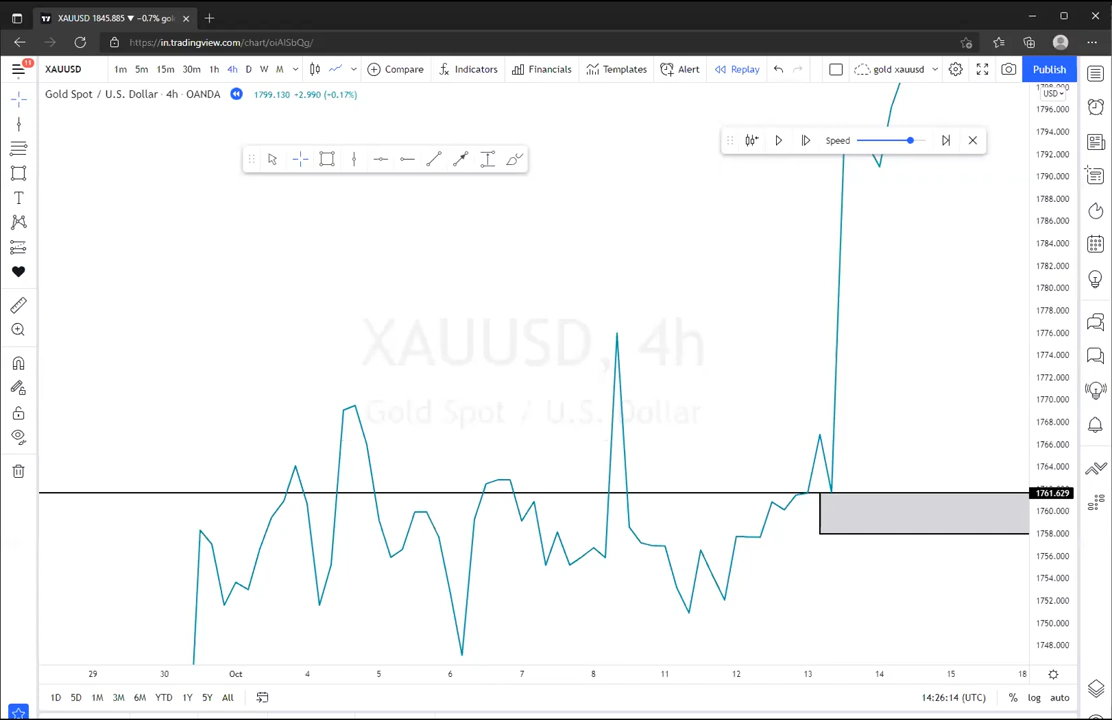 XAUUSD 1845.885 ▼ −0.7% gol
https://in.tradingview.com/chart/oiAlSbQg/
11
XAUUSD 1m 5m 15m 30m 1h 4h D W M Compare Indicators Financials Templates Alert Replay gold xauusd Publish
Gold Spot / U.S. Dollar · 4h · OANDA 1799.130 +2.990 (−0.17%)
USD
Speed
XAUUSD, 4h
Gold Spot / U.S. Dollar
1798.000
1796.000
1794.000
1792.000
1790.000
1788.000
1786.000
1784.000
1782.000
1780.000
1778.000
1776.000
1774.000
1772.000
1770.000
1768.000
1766.000
1764.000
1761.629
1760.000
1758.000
1756.000
1754.000
1752.000
1750.000
1748.000
29 30 Oct 4 5 6 7 8 11 12 13 14 15 18
1D 5D 1M 3M 6M YTD 1Y 5Y All 14:26:14 (UTC) % log auto